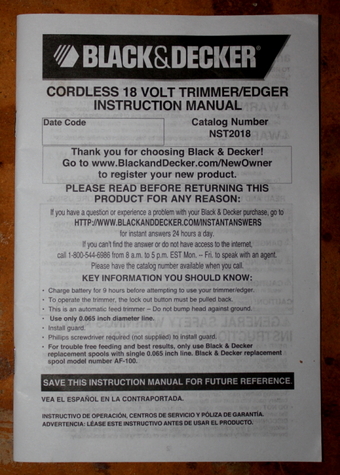 BLACK&DECKER®
CORDLESS 18 VOLT TRIMMER/EDGER
INSTRUCTION MANUAL
Date Code
Catalog Number
NST2018
Thank you for choosing Black & Decker!
Go to www.BlackandDecker.com/NewOwner
to register your new product.
PLEASE READ BEFORE RETURNING THIS
PRODUCT FOR ANY REASON:
If you have a question or experience a problem with your Black & Decker purchase, go to
HTTP://WWW.BLACKANDDECKER.COM/INSTANTANSWERS
for instant answers 24 hours a day.
If you can't find the answer or do not have access to the internet,
call 1-800-544-6986 from 8 a.m. to 5 p.m. EST Mon. – Fri. to speak with an agent.
Please have the catalog number available when you call.
KEY INFORMATION YOU SHOULD KNOW:
• Charge battery for 9 hours before attempting to use your trimmer/edger.
• To operate the trimmer, the lock out button must be pulled back.
• This is an automatic feed trimmer – Do not bump head against ground.
• Use only 0.065 inch diameter line.
• Install guard.
• Philips screwdriver required (not supplied) to install guard.
• For trouble free feeding and best results, only use Black & Decker
replacement spools with single 0.065 inch line. Black & Decker replacement
spool model number AF-100.
SAVE THIS INSTRUCTION MANUAL FOR FUTURE REFERENCE.
VEA EL ESPAÑOL EN LA CONTRAPORTADA.
INSTRUCTIVO DE OPERACIÓN, CENTROS DE SERVICIO Y PÓLIZA DE GARANTÍA.
ADVERTENCIA: LÉASE ESTE INSTRUCTIVO ANTES DE USAR EL PRODUCTO.